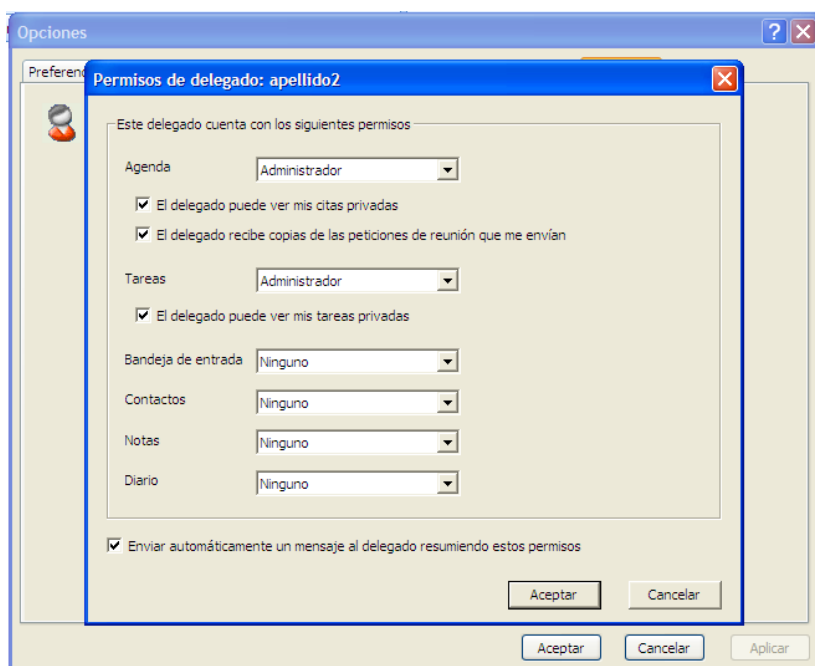 Opciones
Preferenc
Permisos de delegado: apellido2
Este delegado cuenta con los siguientes permisos
Agenda Administrador
El delegado puede ver mis citas privadas
El delegado recibe copias de las peticiones de reunión que me envían
Tareas Administrador
El delegado puede ver mis tareas privadas
Bandeja de entrada Ninguno
Contactos Ninguno
Notas Ninguno
Diario Ninguno
Enviar automáticamente un mensaje al delegado resumiendo estos permisos
Aceptar Cancelar
Aceptar Cancelar Aplicar